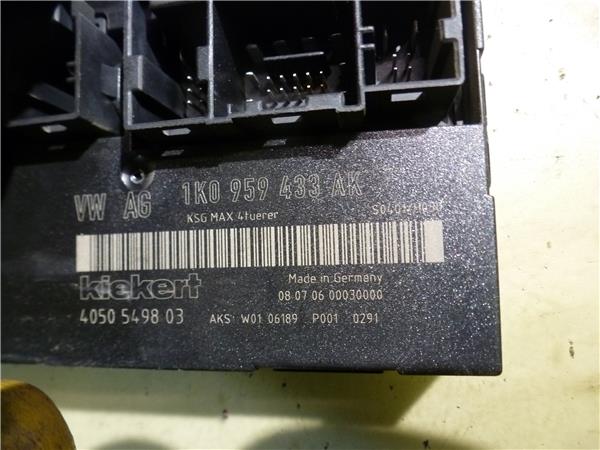 VW AG 1K0 959 433 AK
KSG MAX 4tuerer
kiekert
Made in Germany
08 07 06 00030000
4050 5498 03
AKS: W01 06189 P001 0291